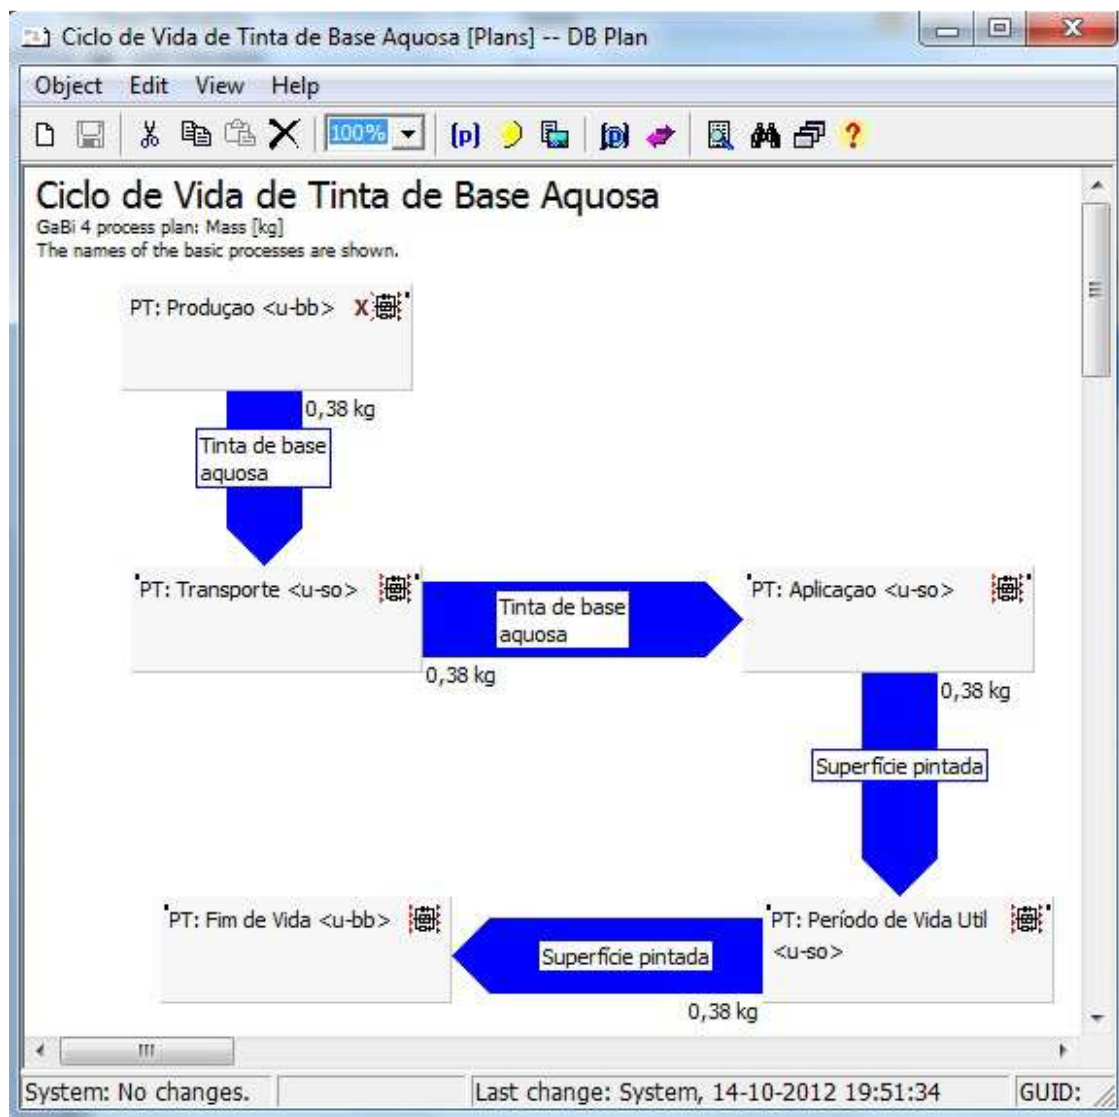 Ciclo de Vida de Tinta de Base Aquosa [Plans] -- DB Plan
Object Edit View Help
100% (p) (p) ?
Ciclo de Vida de Tinta de Base Aquosa
GaBi 4 process plan: Mass [kg]
The names of the basic processes are shown.
PT: Produçao <u-bb> X
0,38 kg
Tinta de base
aquosa
PT: Transporte <u-so>
Tinta de base
aquosa
0,38 kg
PT: Aplicaçao <u-so>
0,38 kg
Superfície pintada
PT: Fim de Vida <u-bb>
Superfície pintada
0,38 kg
PT: Período de Vida Util
<u-so>
System: No changes.
Last change: System, 14-10-2012 19:51:34
GUID: